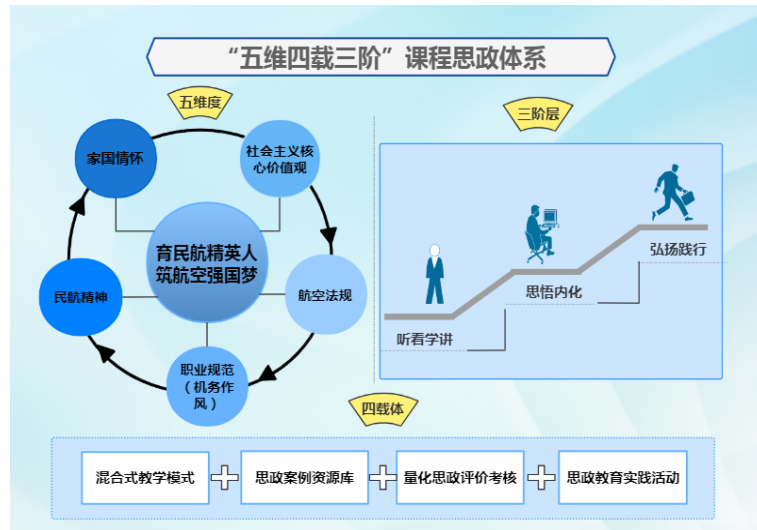 “五维四载三阶”课程思政体系
五维度
家国情怀
社会主义核
心价值观
育民航精英人
筑航空强国梦
民航精神
航空法规
职业规范
（机务作
风）
三阶层
听看学讲
思悟内化
弘扬践行
四载体
混合式教学模式
思政案例资源库
量化思政评价考核
思政教育实践活动